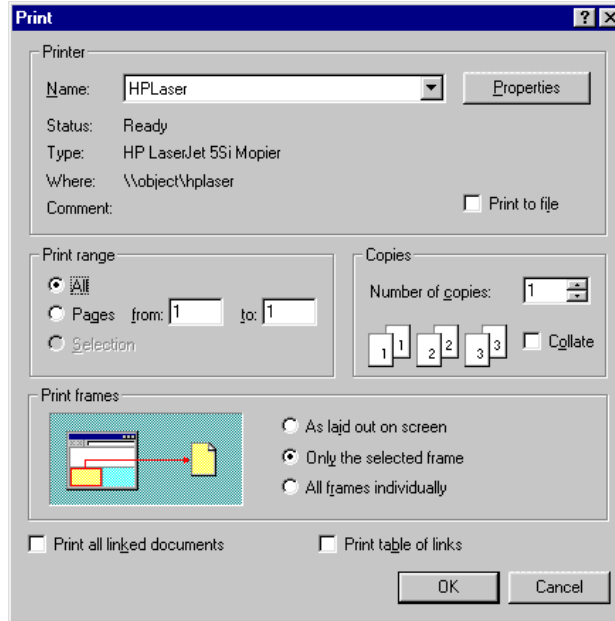 Print
Printer
Name: HPLaser Properties
Status: Ready
Type: HP LaserJet 5Si Mopier
Where: \\object\hplaser
Comment: Print to file
Print range
All
Pages from: 1 to: 1
Selection
Copies
Number of copies: 1
1 1 2 2 3 3 Collate
Print frames
As laid out on screen
Only the selected frame
All frames individually
Print all linked documents Print table of links
OK Cancel